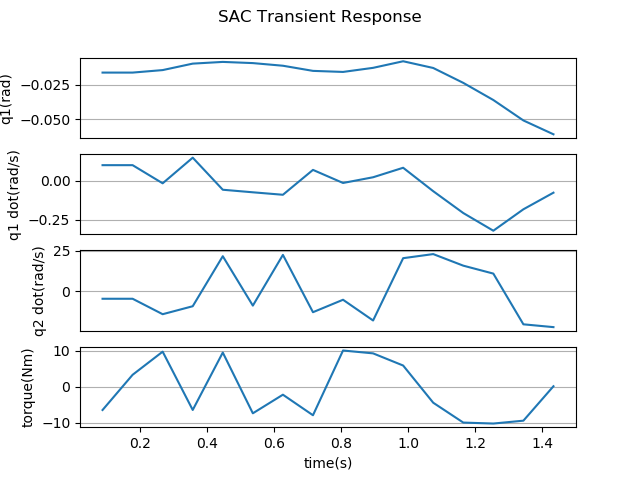 SAC Transient Response
q1(rad)
−0.025
−0.050
q1 dot(rad/s)
0.00
−0.25
q2 dot(rad/s)
25
0
torque(Nm)
10
0
−10
0.2 0.4 0.6 0.8 1.0 1.2 1.4
time(s)